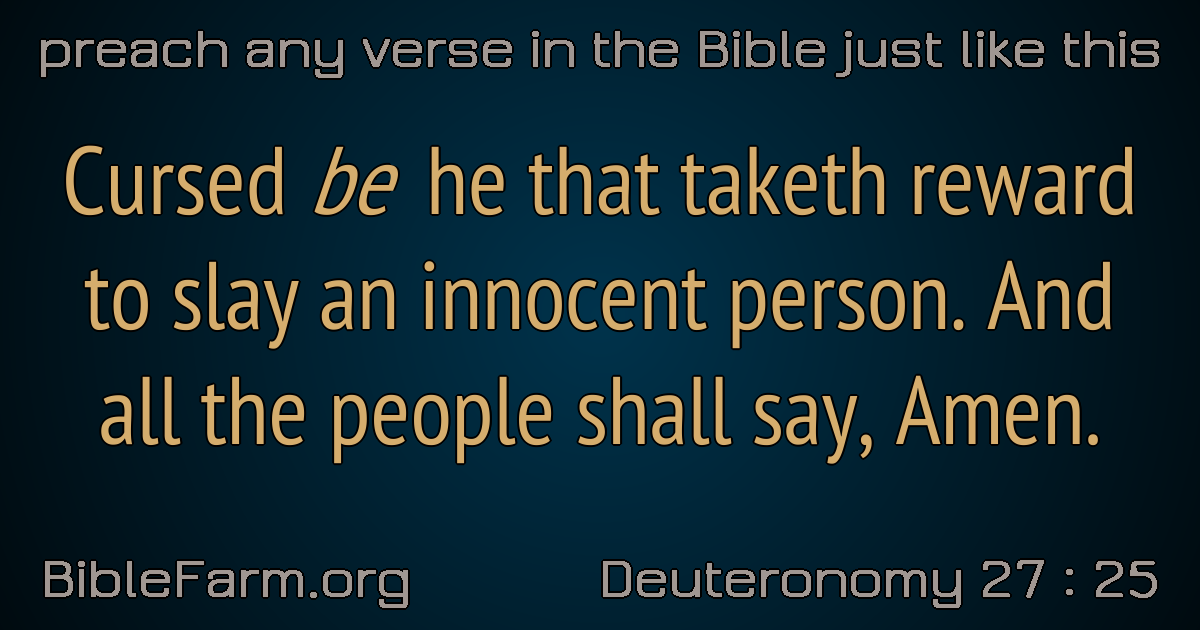 preach any verse in the Bible just like this
Cursed be he that taketh reward
to slay an innocent person. And
all the people shall say, Amen.
BibleFarm.org
Deuteronomy 27 : 25